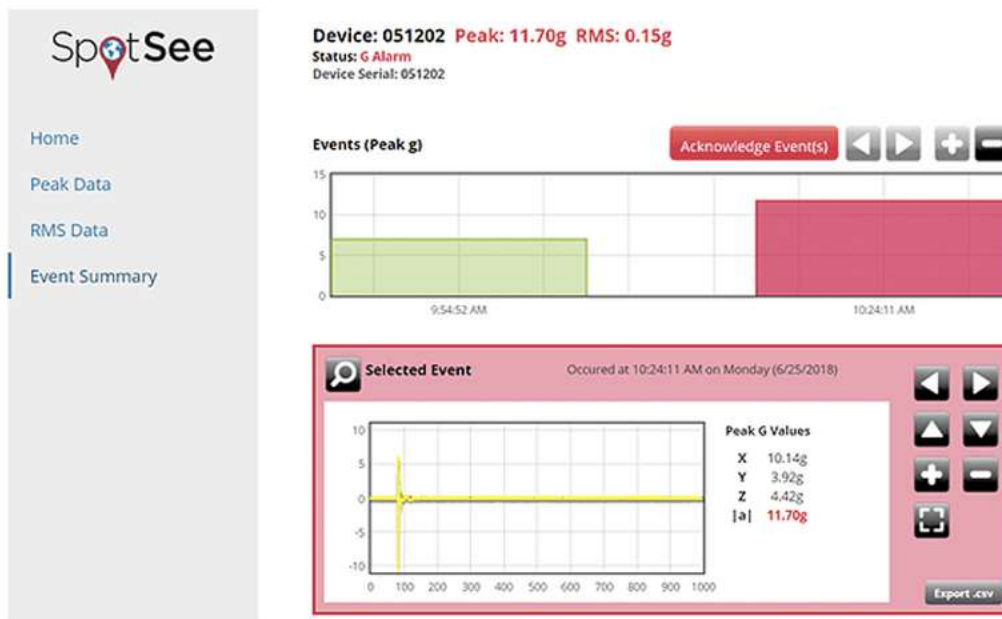 SpotSee
Home
Peak Data
RMS Data
Event Summary
Device: 051202 Peak: 11.70g RMS: 0.15g
Status: G Alarm
Device Serial: 051202
Events (Peak g)
Acknowledge Event(s)
15
10
5
0
9:54:52 AM
10:24:11 AM
Selected Event
Occured at 10:24:11 AM on Monday (6/25/2018)
10
5
0
-5
-10
0 100 200 300 400 500 600 700 800 900 1000
Peak G Values
X 10.14g
Y 3.92g
Z 4.42g
|a| 11.70g
Export .csv